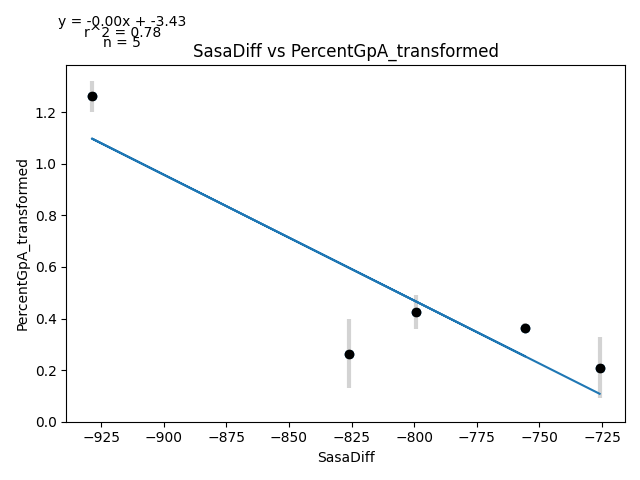 y = -0.00x + -3.43
r^2 = 0.78
n = 5
SasaDiff vs PercentGpA_transformed
PercentGpA_transformed
1.2
1.0
0.8
0.6
0.4
0.2
0.0
−925 −900 −875 −850 −825 −800 −775 −750 −725
SasaDiff